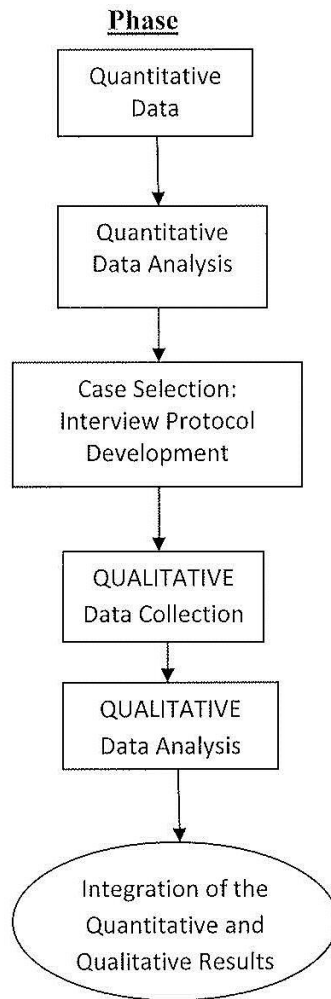 Phase
Quantitative
Data
Quantitative
Data Analysis
Case Selection:
Interview Protocol
Development
QUALITATIVE
Data Collection
QUALITATIVE
Data Analysis
Integration of the
Quantitative and
Qualitative Results